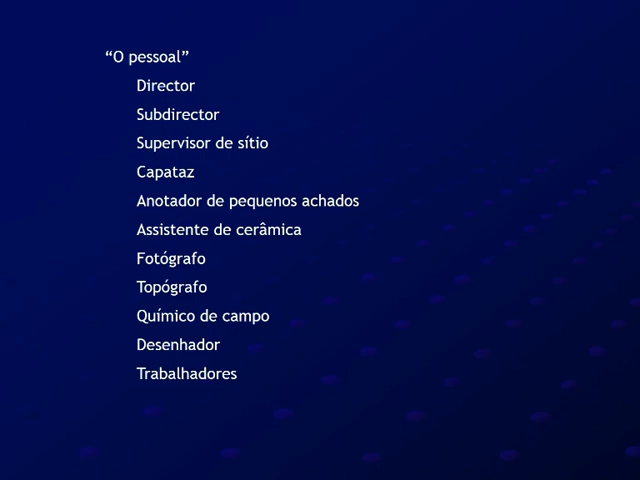 “O pessoal”
Director
Subdirector
Supervisor de sítio
Capataz
Anotador de pequenos achados
Assistente de cerâmica
Fotógrafo
Topógrafo
Químico de campo
Desenhador
Trabalhadores